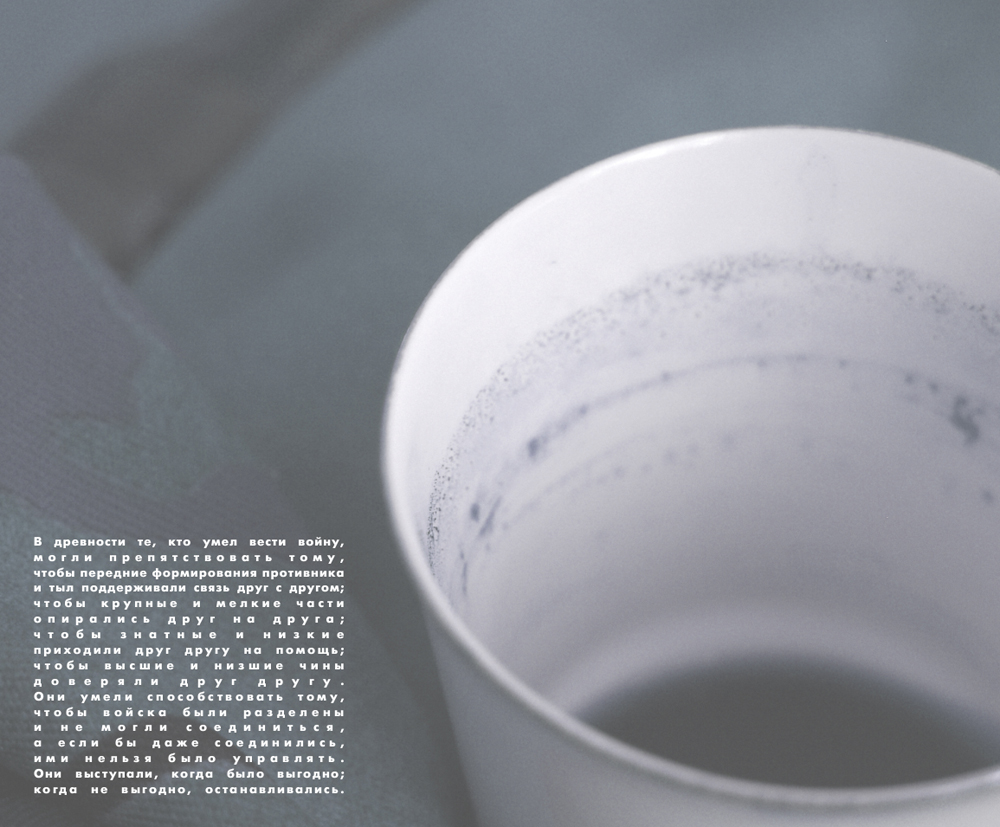 В древности те, кто умел вести войну,
могли препятствовать тому,
чтобы передние формирования противника
и тыл поддерживали связь друг с другом;
чтобы крупные и мелкие части
опирались друг на друга;
чтобы знатные и низкие
приходили друг другу на помощь;
чтобы высшие и низшие чины
доверяли друг другу.
Они умели способствовать тому,
чтобы войска были разделены
и не могли соединиться,
а если бы даже соединились,
ими нельзя было управлять.
Они выступали, когда было выгодно;
когда не выгодно, останавливались.